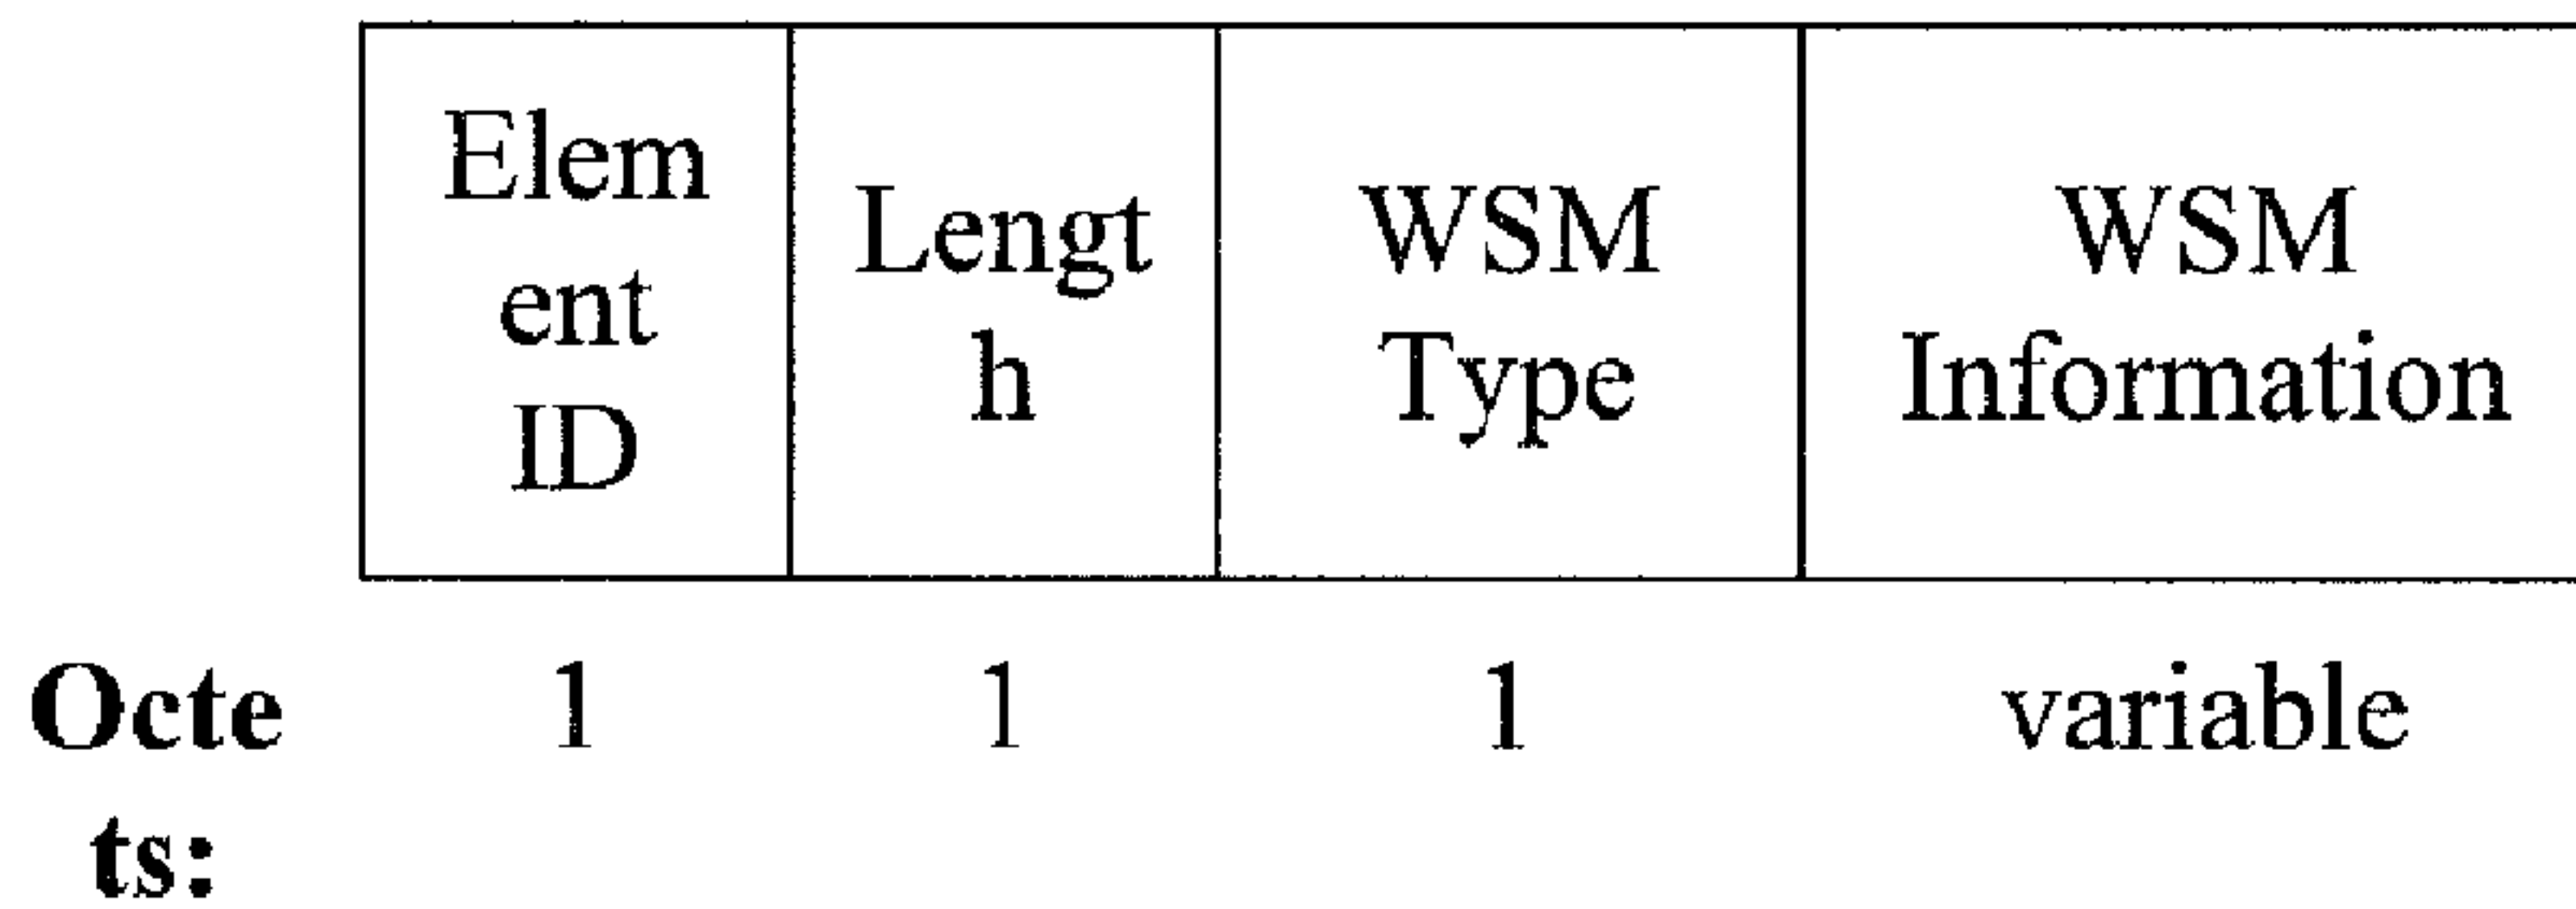 Elem
ent
ID
Lengt
h
WSM
Type
WSM
Information
Octe
ts:
1
1
1
variable